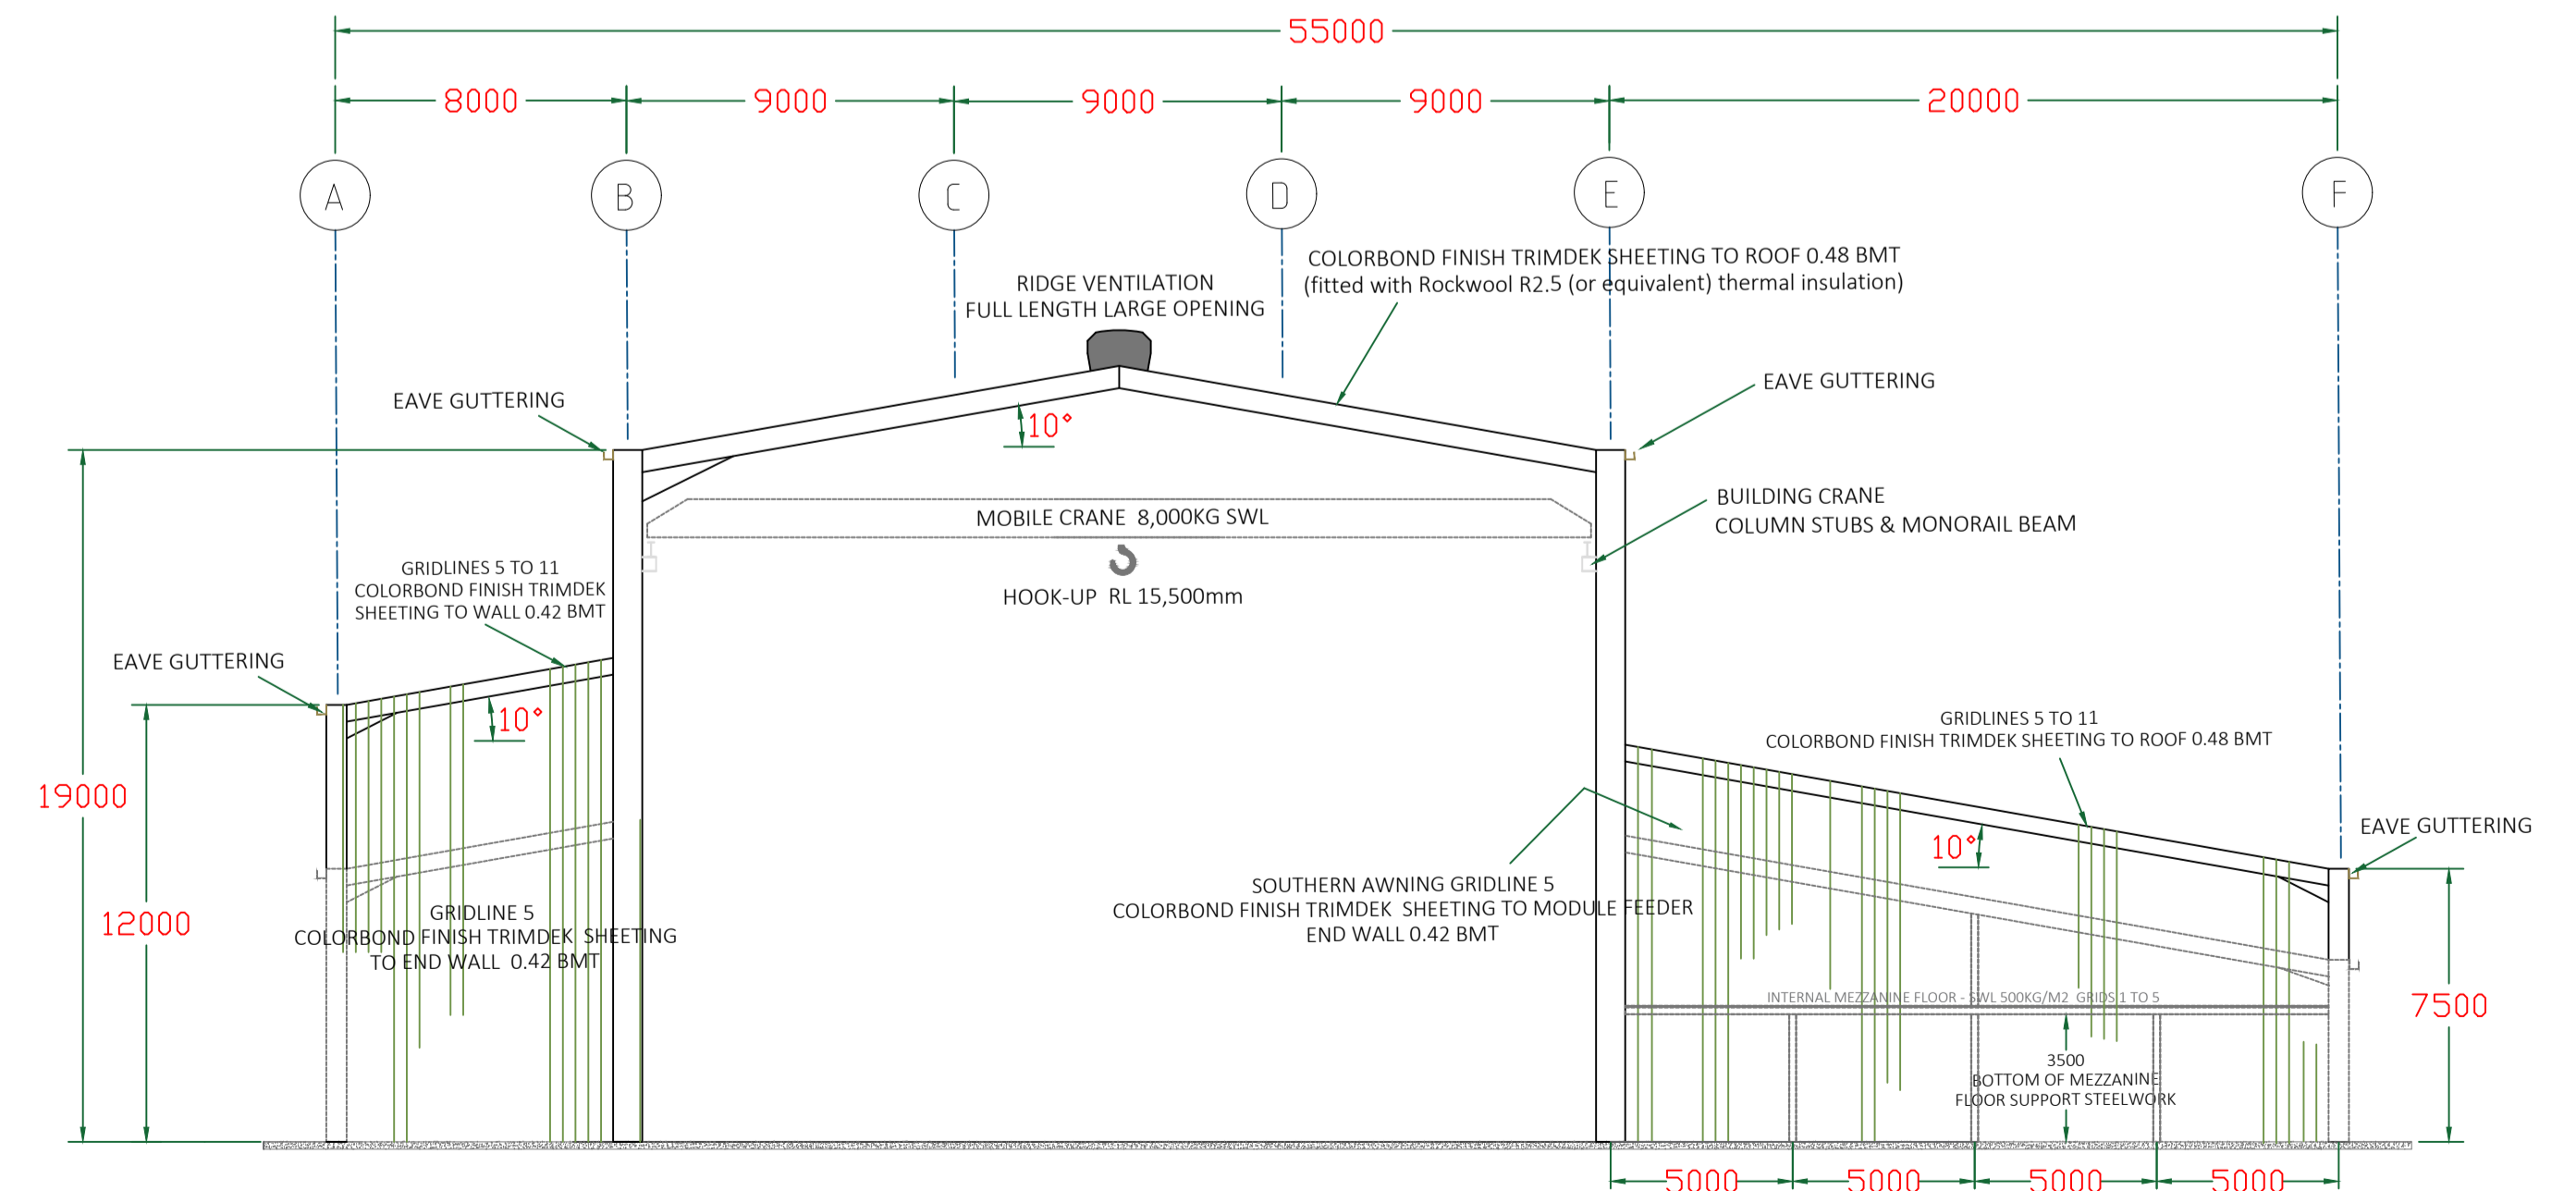 55000
8000
9000
9000
9000
20000
A
B
C
D
E
F
COLORBOND FINISH TRIMDEK SHEETING TO ROOF 0.48 BMT
(fitted with Rockwool R2.5 (or equivalent) thermal insulation)
RIDGE VENTILATION
FULL LENGTH LARGE OPENING
EAVE GUTTERING
EAVE GUTTERING
10°
BUILDING CRANE
COLUMN STUBS & MONORAIL BEAM
MOBILE CRANE 8,000KG SWL
HOOK-UP RL 15,500mm
GRIDLINES 5 TO 11
COLORBOND FINISH TRIMDEK
SHEETING TO WALL 0.42 BMT
EAVE GUTTERING
10°
GRIDLINES 5 TO 11
COLORBOND FINISH TRIMDEK SHEETING TO ROOF 0.48 BMT
19000
12000
10°
EAVE GUTTERING
GRIDLINE 5
COLORBOND FINISH TRIMDEK SHEETING
TO END WALL 0.42 BMT
SOUTHERN AWNING GRIDLINE 5
COLORBOND FINISH TRIMDEK SHEETING TO MODULE FEEDER
END WALL 0.42 BMT
INTERNAL MEZZANINE FLOOR - SWL 500KG/M2 GRIDS 1 TO 5
7500
3500
BOTTOM OF MEZZANINE
FLOOR SUPPORT STEELWORK
5000
5000
5000
5000